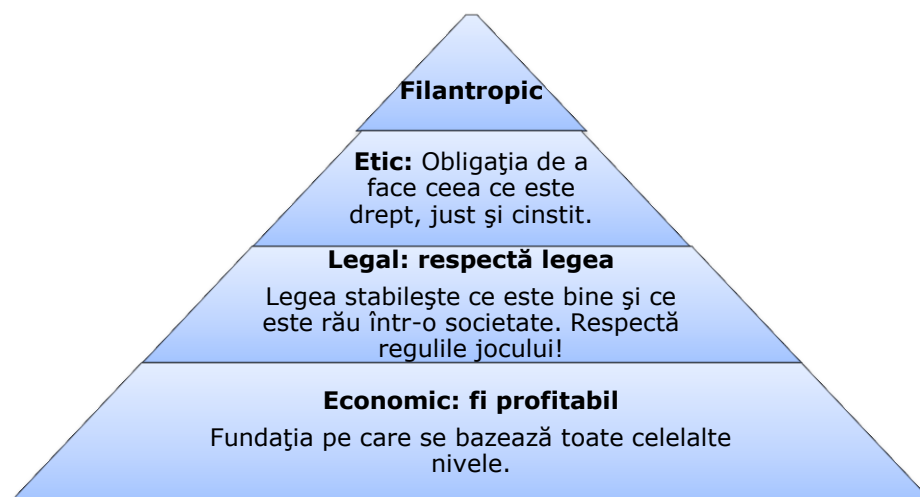 Filantropic
Etic: Obligaţia de a
face ceea ce este
drept, just şi cinstit.
Legal: respectă legea
Legea stabileşte ce este bine şi ce
este rău într-o societate. Respectă
regulile jocului!
Economic: fi profitabil
Fundaţia pe care se bazează toate celelalte
nivele.